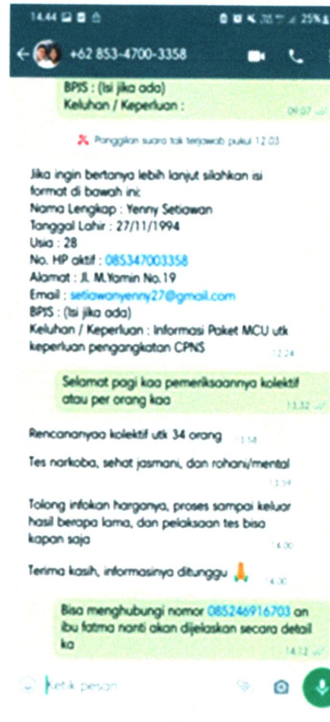 14.44
25%
+62 853-4700-3358
BPJS : (Isi jika ada)
Keluhan / Keperluan :
09.07
Panggilan suara tak terjawab pukul 12.03
Jika ingin bertanya lebih lanjut silahkan isi
format di bawah ini:
Nama Lengkap : Yenny Setiawan
Tanggal Lahir : 27/11/1994
Usia : 28
No. HP aktif : 085347003358
Alamat : Jl. M.Yamin No.19
Email : setiawanyenny27@gmail.com
BPJS : (Isi jika ada)
Keluhan / Keperluan : Informasi Paket MCU utk
keperluan pengangkatan CPNS
12.24
Selamat pagi kaa pemeriksaannya kolektif
atau per orang kaa
13.32
Rencananyaa kolektif utk 34 orang
13.58
Tes narkoba, sehat jasmani, dan rohani/mental
13.59
Tolong infokan harganya, proses sampai keluar
hasil berapa lama, dan pelaksaan tes bisa
kapan saja
14.00
Terima kasih, informasinya ditunggu 🙏
14.00
Bisa menghubungi nomor 085246916703 an
ibu fatma nanti akan dijelaskan secara detail
ka
14.12
Ketik pesan